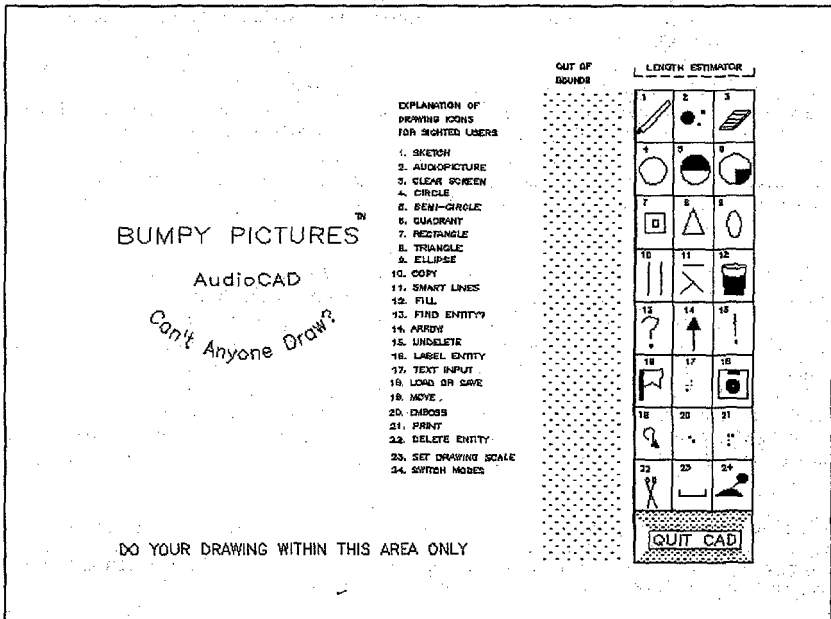 OUT OF
BOUNDS
LENGTH ESTIMATOR
EXPLANATION OF
DRAWING ICONS
FOR SIGHTED USERS
1. SKETCH
2. AUDIOPICTURE
3. CLEAR SCREEN
4. CIRCLE
5. SEMI-CIRCLE
6. QUADRANT
7. RECTANGLE
8. TRIANGLE
9. ELLIPSE
10. COPY
11. SMART LINES
12. FILL
13. FIND ENTITY?
14. ARROW
15. UNDELETE
16. LABEL ENTITY
17. TEXT INPUT
18. LOAD OR SAVE
19. MOVE
20. EMBOSS
21. PRINT
22. DELETE ENTITY
23. SET DRAWING SCALE
24. SWITCH MODES
BUMPY PICTURES TM
AudioCAD
Can't Anyone Draw?
DO YOUR DRAWING WITHIN THIS AREA ONLY
1 2 3
4 5 6
7 8 9
10 11 12
13 14 15
16 17 18
19 20 21
22 23 24
QUIT CAD